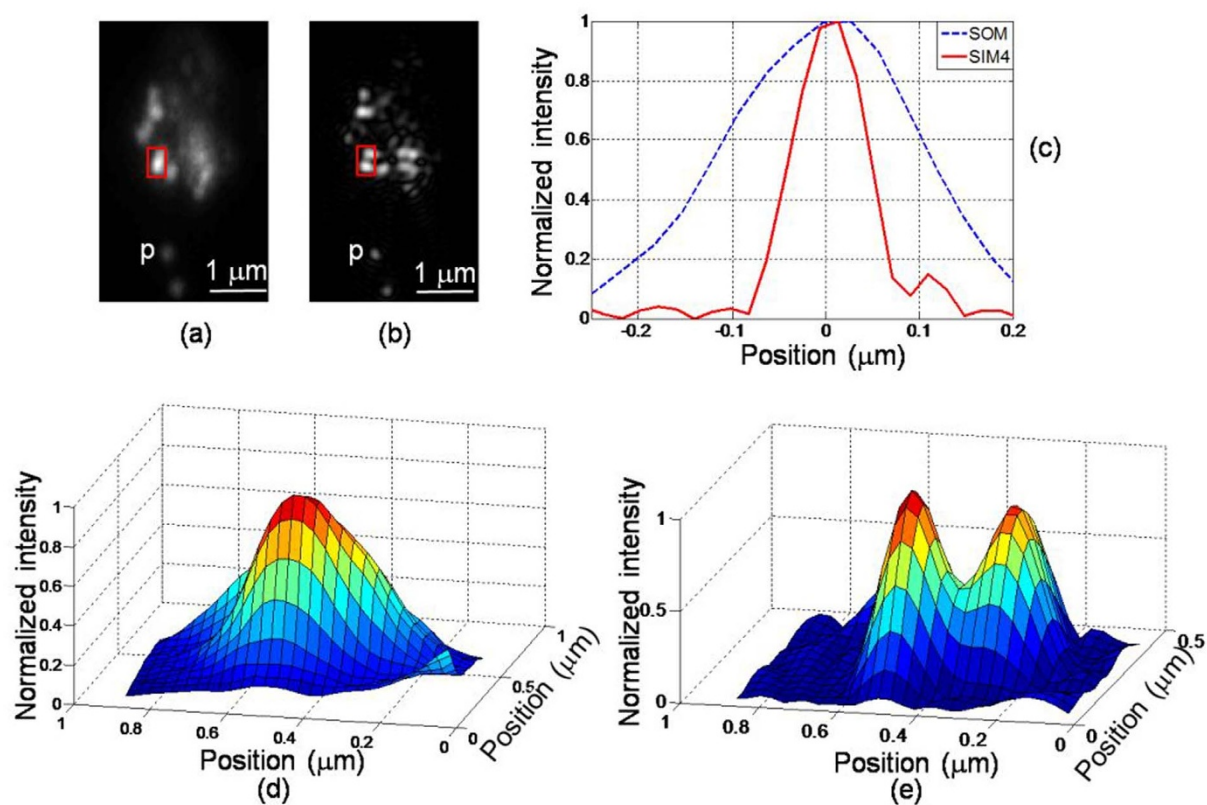 p
1 μm
(a)
p
1 μm
(b)
Normalized intensity
1
0.8
0.6
0.4
0.2
0
-0.2
-0.1
0
0.1
0.2
Position (μm)
SOM
SIM4
(c)
Normalized intensity
1
0.8
0.6
0.4
0.2
0
1
0.8
0.6
0.4
0.2
0
Position (μm)
0
0.5
1
Position (μm)
(d)
Normalized intensity
1
0.5
0
1
0.8
0.6
0.4
0.2
0
Position (μm)
0
0.5
Position (μm)
(e)